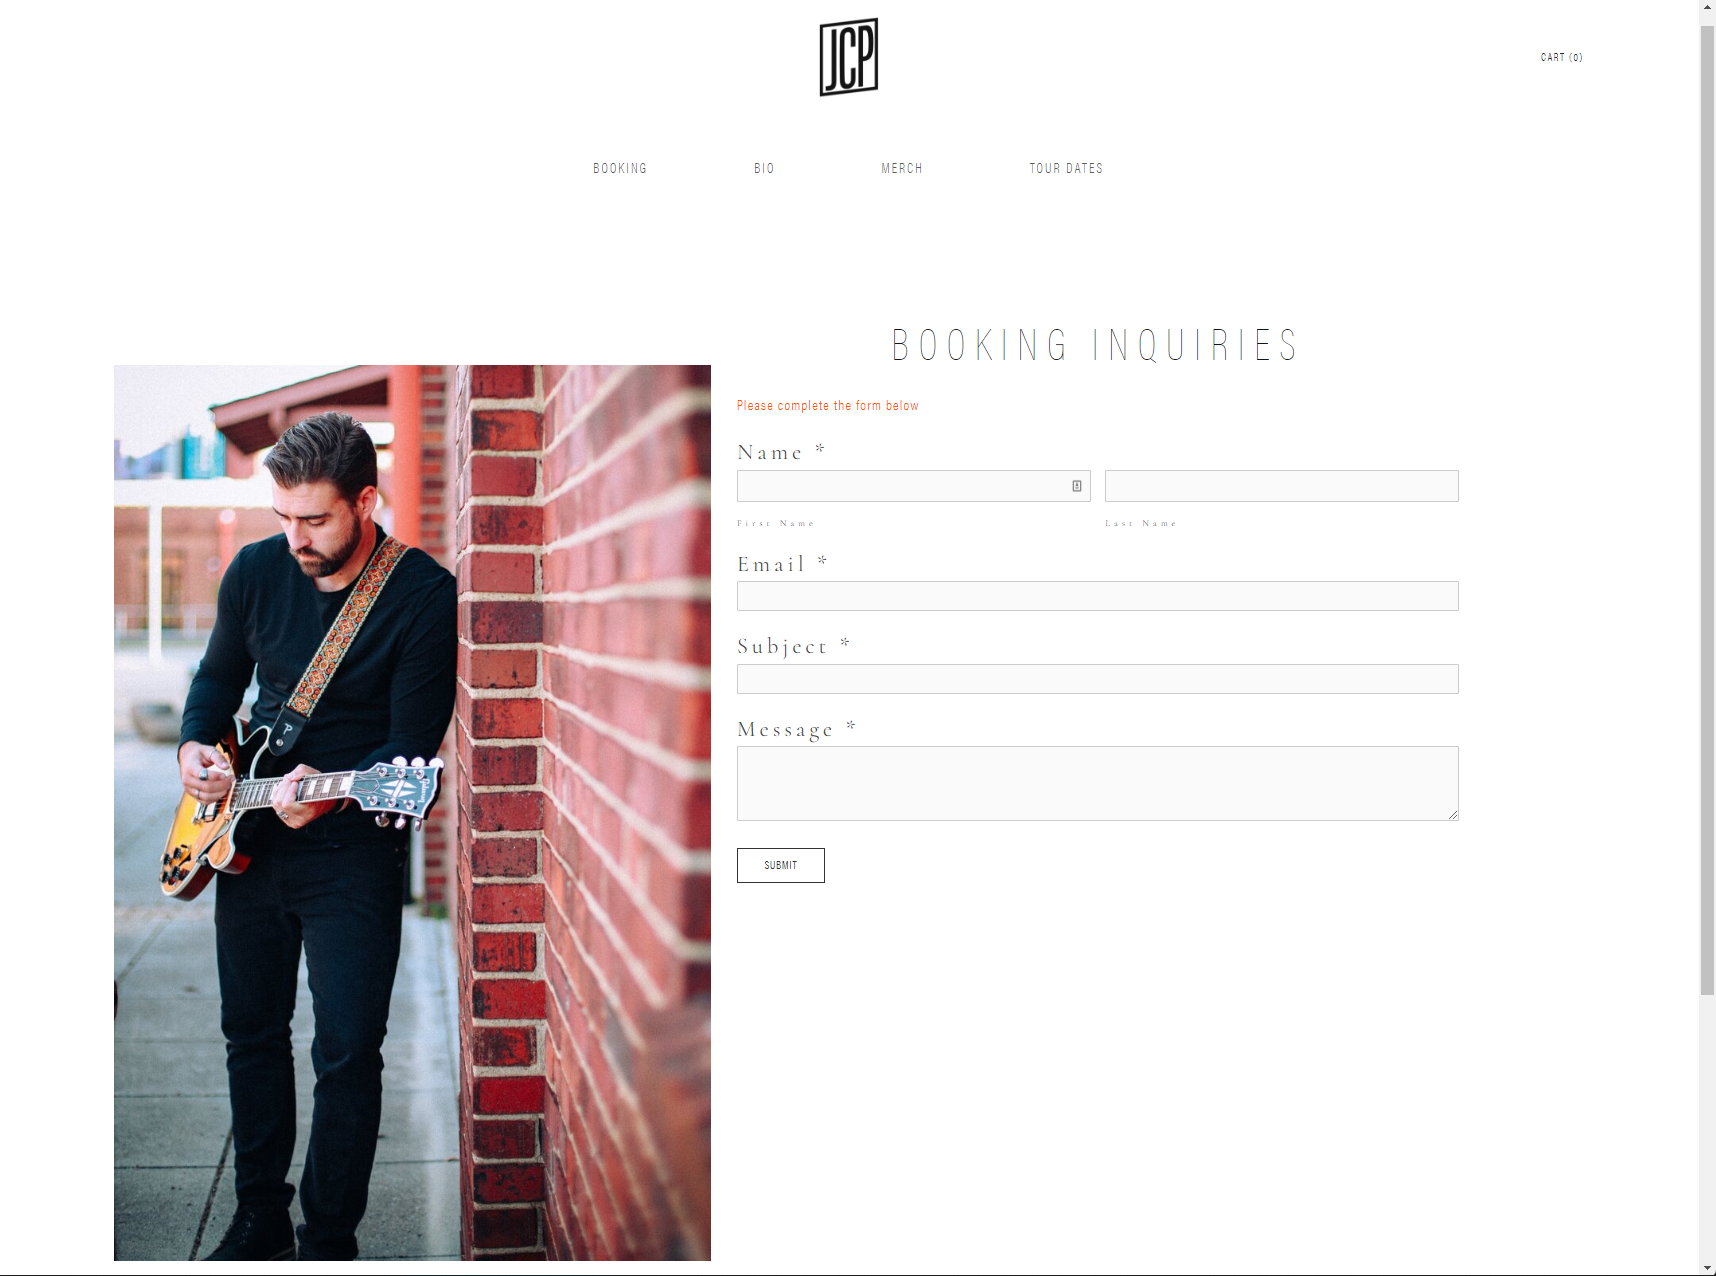 JCP
CART (0)
BOOKING BIO MERCH TOUR DATES
BOOKING INQUIRIES
Please complete the form below
Name *
First Name Last Name
Email *
Subject *
Message *
SUBMIT
P
Gibson